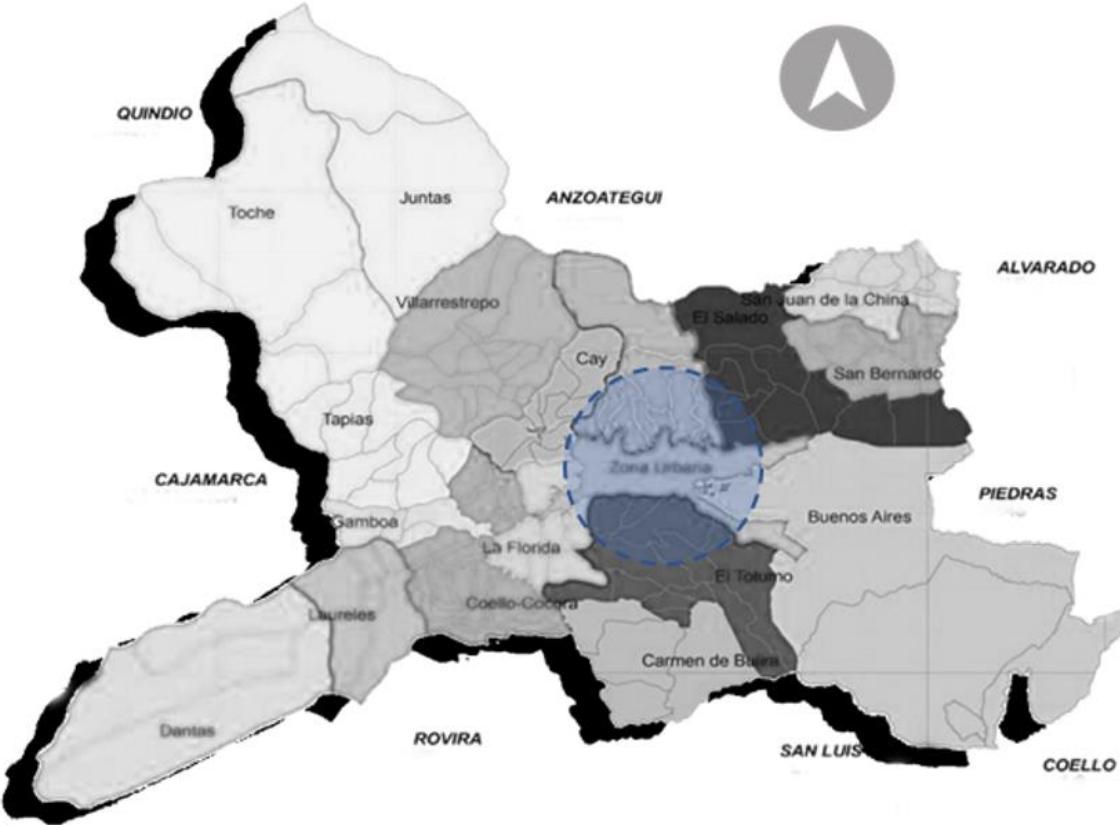 QUINDIO
Juntas
ANZOATEGUI
Toche
ALVARADO
Villarrestrepo
San Juan de la China
El Salado
Cay
San Bernardo
Tapias
Zona Urbana
CAJAMARCA
PIEDRAS
Gamboa
Buenos Aires
La Florida
El Totumo
Coello-Cocora
Laureles
Carmen de Bulira
Dantas
ROVIRA
SAN LUIS
COELLO